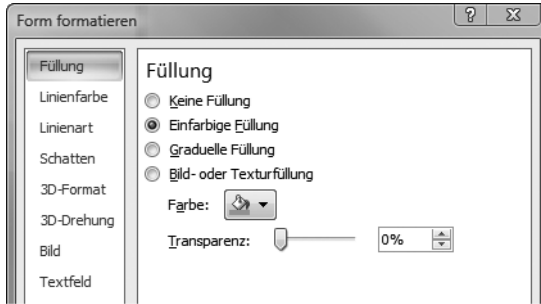 Form formatieren
Füllung
Linienfarbe
Linienart
Schatten
3D-Format
3D-Drehung
Bild
Textfeld
Füllung
Keine Füllung
Einfarbige Füllung
Graduelle Füllung
Bild- oder Texturfüllung
Farbe:
Transparenz: 0%